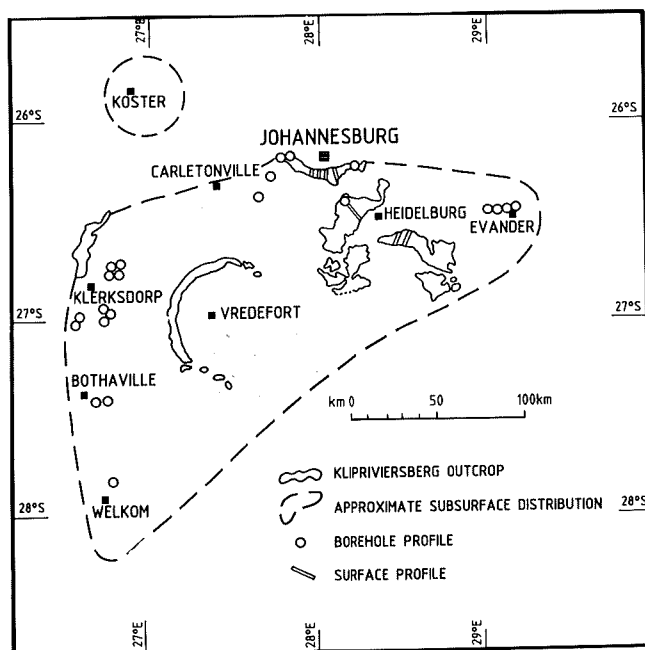 27°E
28°E
29°E
KOSTER
26°S
26°S
JOHANNESBURG
CARLETONVILLE
HEIDELBURG
EVANDER
KLERKSDORP
27°S
VREDEFORT
27°S
BOTHAVILLE
km 0 50 100km
KLIPRIVIERSBERG OUTCROP
WELKOM
28°S
APPROXIMATE SUBSURFACE DISTRIBUTION
28°S
BOREHOLE PROFILE
SURFACE PROFILE
27°E
28°E
29°E